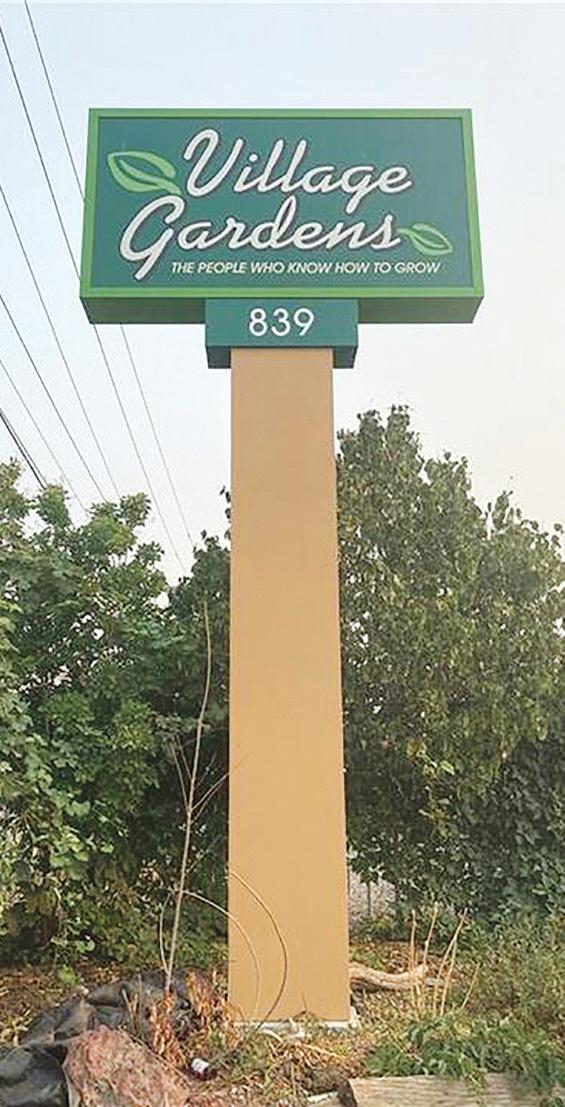 Village
Gardens
THE PEOPLE WHO KNOW HOW TO GROW
839